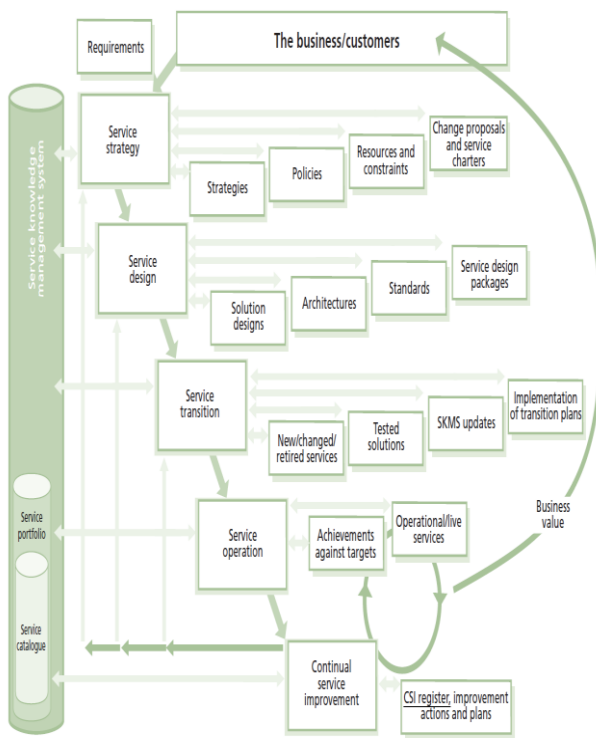 Requirements
The business/customers
Service knowledge
management system
Service
strategy
Strategies
Policies
Resources and
constraints
Change proposals
and service
charters
Service
design
Solution
designs
Architectures
Standards
Service design
packages
Service
transition
New/changed/
retired services
Tested
solutions
SKMS updates
Implementation
of transition plans
Service
portfolio
Service
operation
Achievements
against targets
Operational/live
services
Business
value
Service
catalogue
Continual
service
improvement
CSI register, improvement
actions and plans